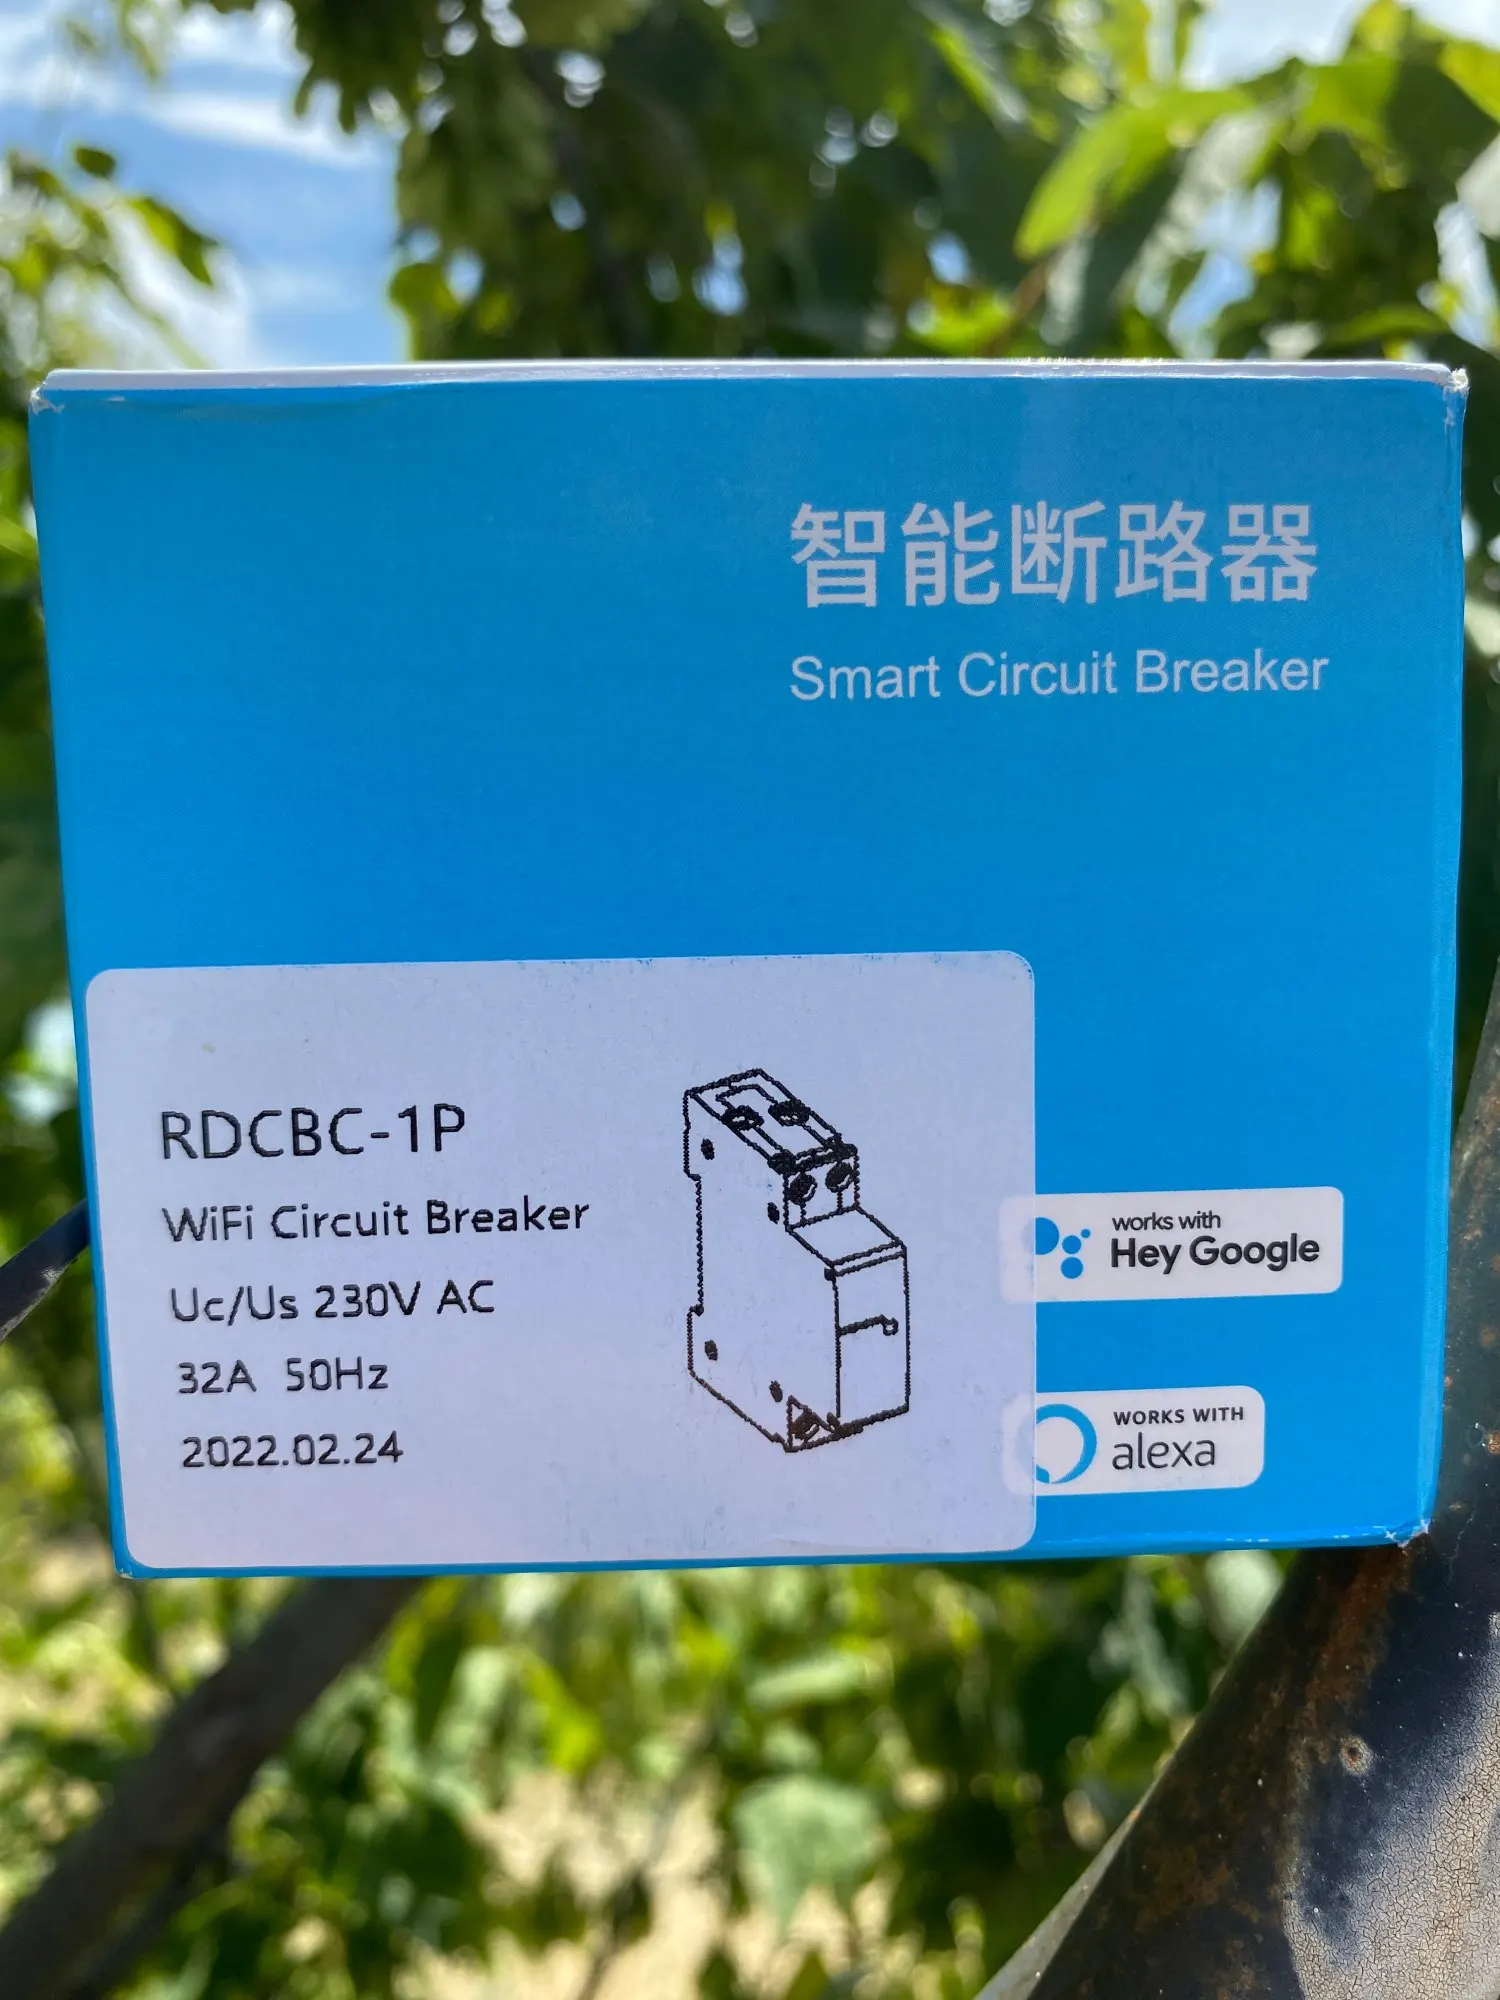 智能断路器
Smart Circuit Breaker
RDCBC-1P
WiFi Circuit Breaker
Uc/Us 230V AC
32A 50Hz
2022.02.24
works with
Hey Google
WORKS WITH
alexa